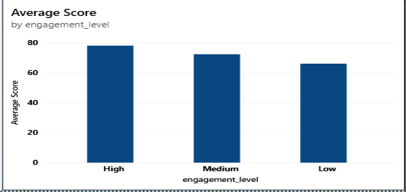 Average Score
by engagement_level
80
60
40
20
0
Average Score
High Medium Low
engagement_level